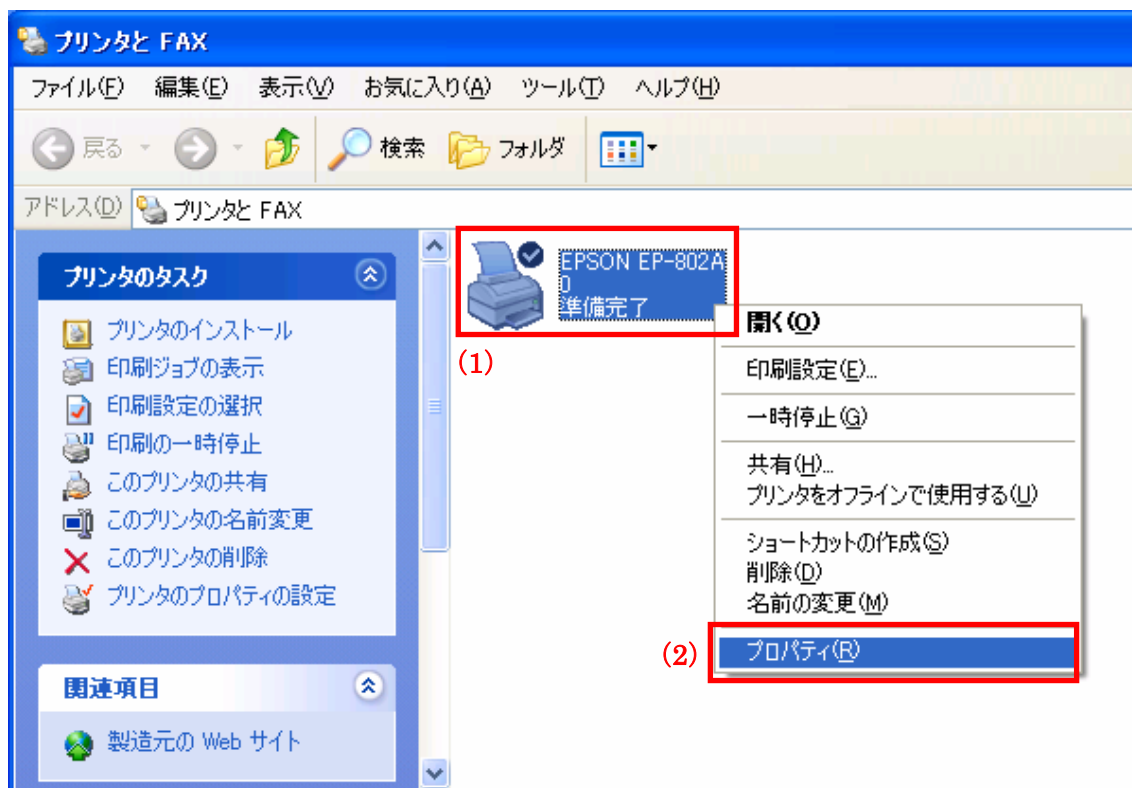 プリンタと FAX
ファイル(F) 編集(E) 表示(V) お気に入り(A) ツール(T) ヘルプ(H)
戻る 検索 フォルダ
アドレス(D) プリンタと FAX
プリンタのタスク
プリンタのインストール
印刷ジョブの表示
印刷設定の選択
印刷の一時停止
このプリンタの共有
このプリンタの名前変更
このプリンタの削除
プリンタのプロパティの設定
関連項目
製造元の Web サイト
EPSON EP-802A
0
準備完了
(1)
開く(O)
印刷設定(E)...
一時停止(G)
共有(H)...
プリンタをオフラインで使用する(U)
ショートカットの作成(S)
削除(D)
名前の変更(M)
(2)
プロパティ(R)